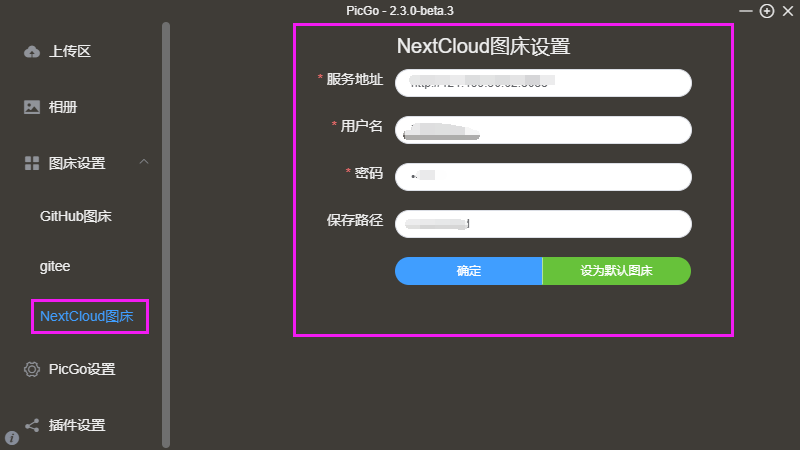 PicGo - 2.3.0-beta.3
上传区
相册
图床设置
GitHub图床
gitee
NextCloud图床
PicGo设置
插件设置
NextCloud图床设置
* 服务地址
* 用户名
* 密码
保存路径
确定
设为默认图床